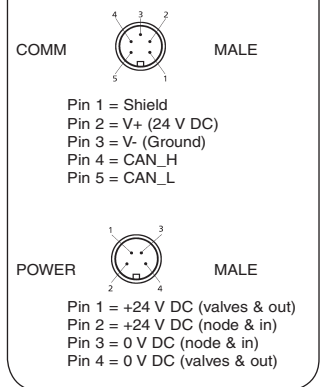 4 3 2
COMM MALE
5 1
Pin 1 = Shield
Pin 2 = V+ (24 V DC)
Pin 3 = V- (Ground)
Pin 4 = CAN_H
Pin 5 = CAN_L
1 3
POWER MALE
2 4
Pin 1 = +24 V DC (valves & out)
Pin 2 = +24 V DC (node & in)
Pin 3 = 0 V DC (node & in)
Pin 4 = 0 V DC (valves & out)